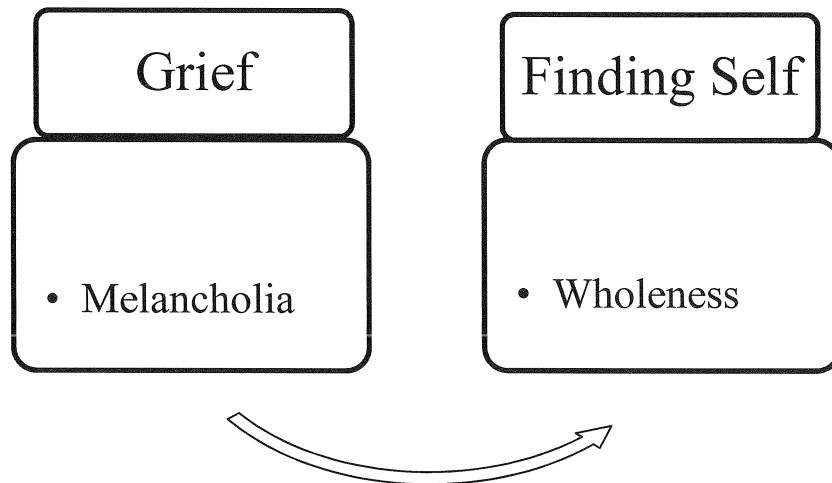 Grief
Finding Self
• Melancholia
• Wholeness